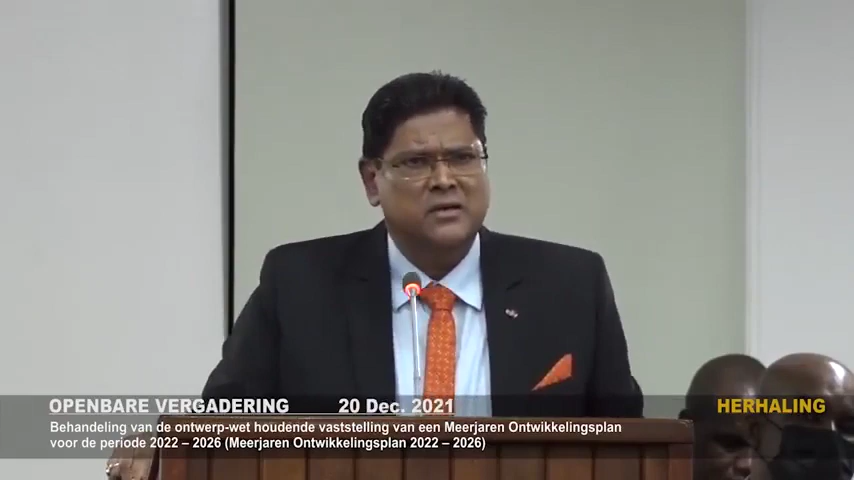 OPENBARE VERGADERING 20 Dec. 2021 HERHALING
Behandeling van de ontwerp-wet houdende vaststelling van een Meerjaren Ontwikkelingsplan
voor de periode 2022 – 2026 (Meerjaren Ontwikkelingsplan 2022 – 2026)